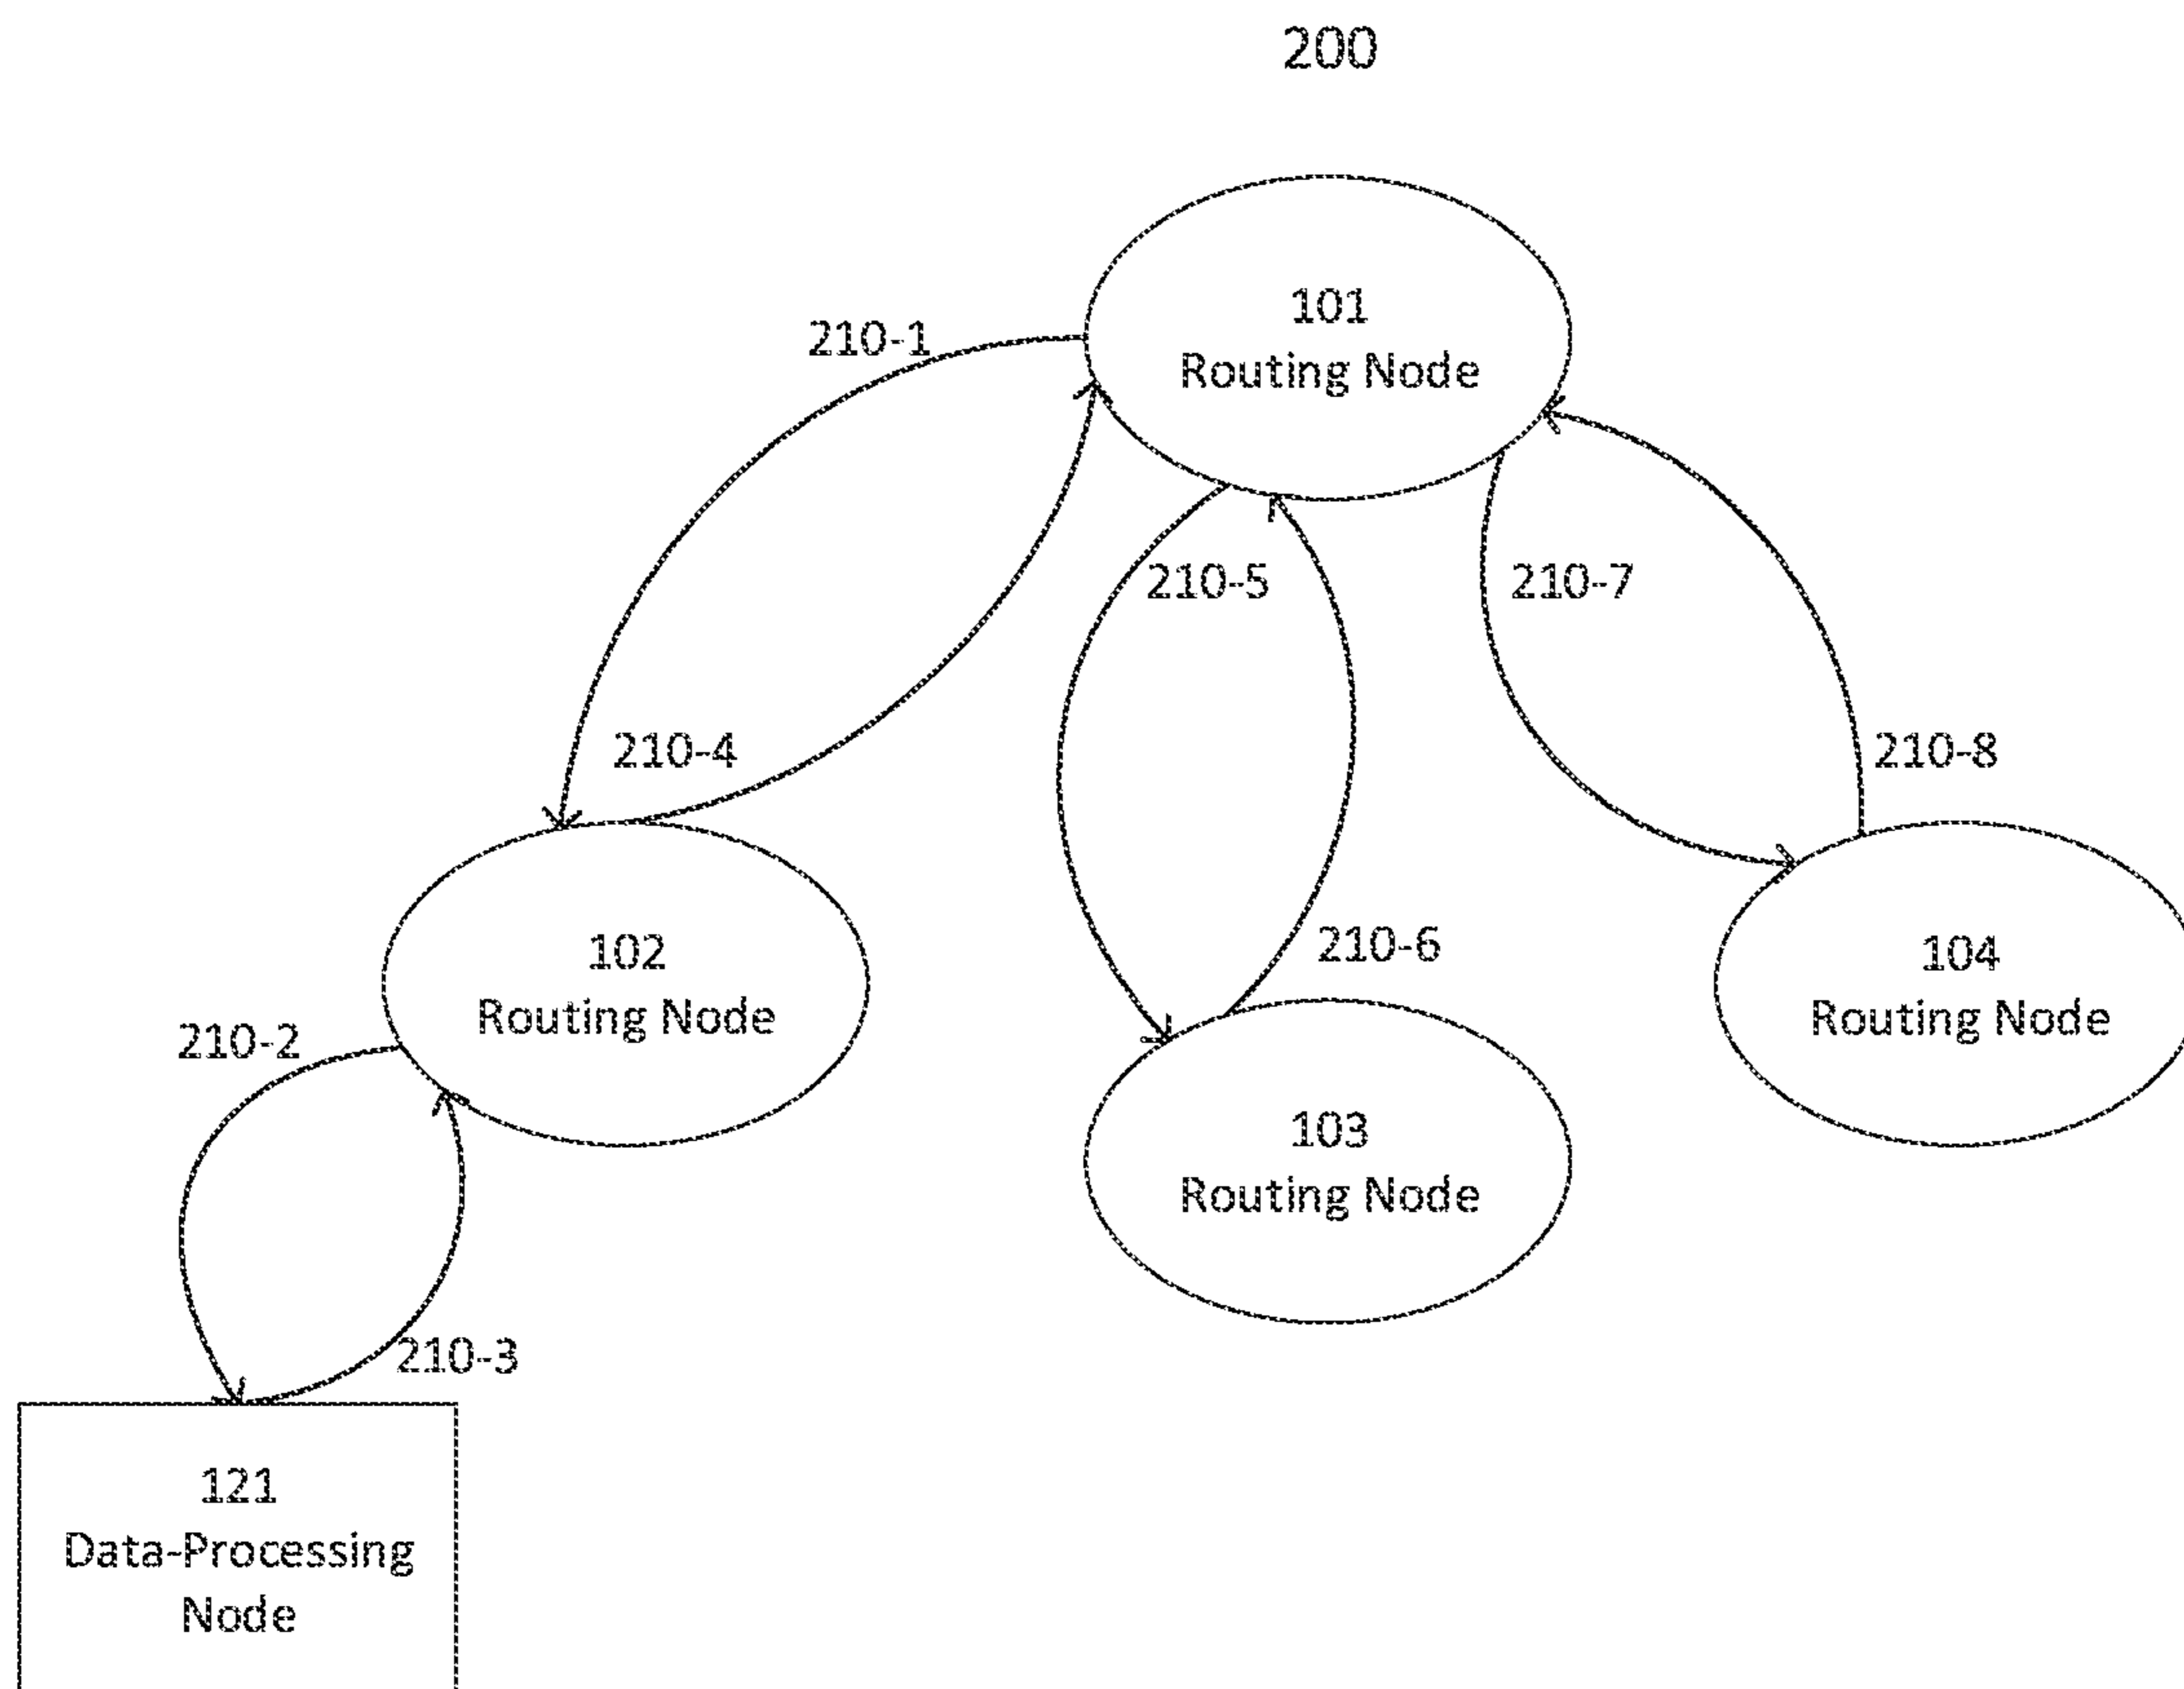 200
101
Routing Node
210-1
210-5
210-7
210-4
210-8
102
Routing Node
210-6
104
Routing Node
210-2
103
Routing Node
210-3
121
Data-Processing
Node